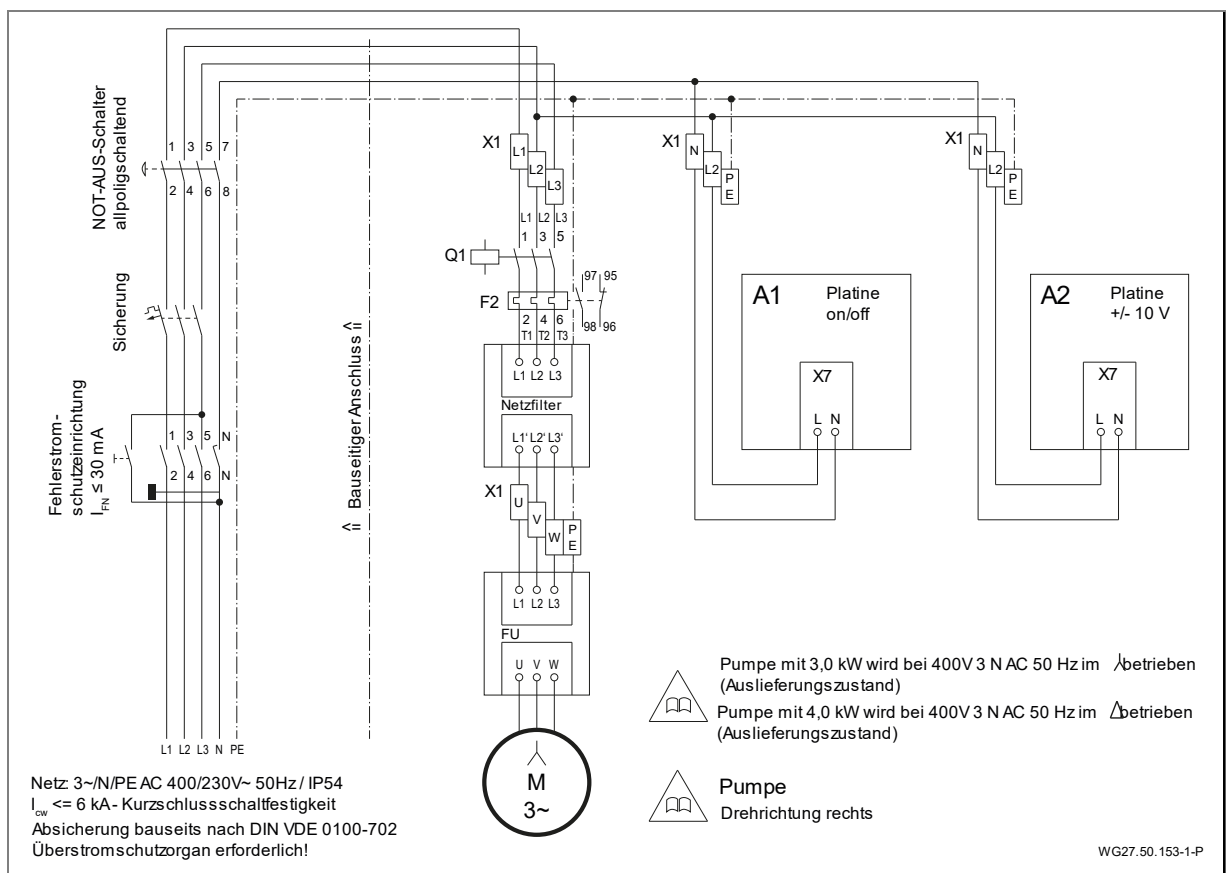 NOT-AUS-Schalter
allpoligschaltend
1 3 5 7
2 4 6 8
Sicherung
Fehlerstrom-
schutzeinrichtung
I_FN ≤ 30 mA
1 3 5 N
2 4 6 N
L1 L2 L3 N PE
<= Bauseitiger Anschluss <=
X1
L1
L2
L3
L1 L2 L3
1 3 5
Q1
F2
97 95
98 96
2 4 6
T1 T2 T3
L1 L2 L3
Netzfilter
L1' L2' L3'
X1
U
V
W
PE
L1 L2 L3
FU
U V W
M
3~
X1
N
L2
PE
A1
Platine
on/off
X7
L N
X1
N
L2
PE
A2
Platine
+/- 10 V
X7
L N
Pumpe mit 3,0 kW wird bei 400V 3 N AC 50 Hz im betrieben
(Auslieferungszustand)
Pumpe mit 4,0 kW wird bei 400V 3 N AC 50 Hz im Δ betrieben
(Auslieferungszustand)
Pumpe
Drehrichtung rechts
Netz: 3~/N/PE AC 400/230V~ 50Hz / IP54
I_cw <= 6 kA - Kurzschlussschaltfestigkeit
Absicherung bauseits nach DIN VDE 0100-702
Überstromschutzorgan erforderlich!
WG27.50.153-1-P